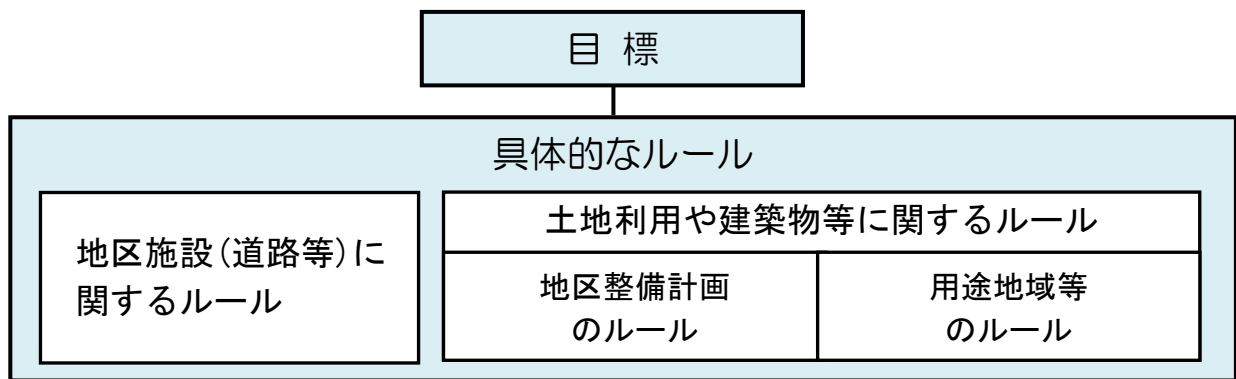 目 標
具体的なルール
地区施設(道路等)に
関するルール
土地利用や建築物等に関するルール
地区整備計画
のルール
用途地域等
のルール